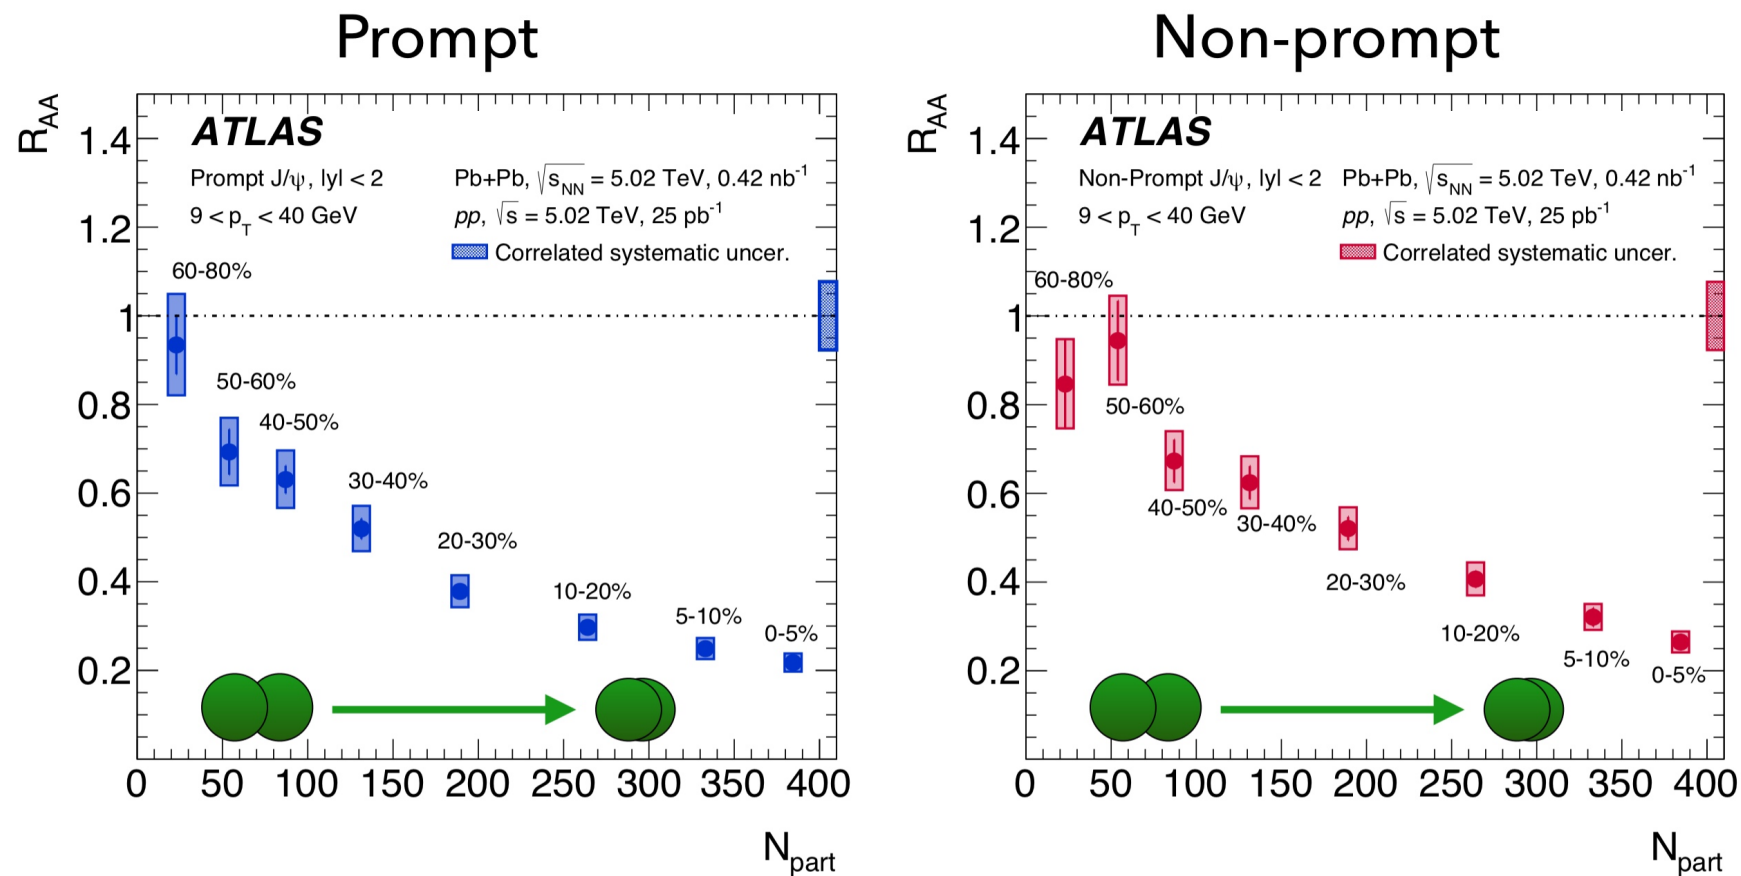 Prompt
R_AA
ATLAS
Prompt J/ψ, |y| < 2
9 < p_T < 40 GeV
Pb+Pb, √s_NN = 5.02 TeV, 0.42 nb⁻¹
pp, √s = 5.02 TeV, 25 pb⁻¹
Correlated systematic uncer.
1.4
1.2
1
0.8
0.6
0.4
0.2
60-80%
50-60%
40-50%
30-40%
20-30%
10-20%
5-10%
0-5%
0 50 100 150 200 250 300 350 400
N_part
Non-prompt
R_AA
ATLAS
Non-Prompt J/ψ, |y| < 2
9 < p_T < 40 GeV
Pb+Pb, √s_NN = 5.02 TeV, 0.42 nb⁻¹
pp, √s = 5.02 TeV, 25 pb⁻¹
Correlated systematic uncer.
1.4
1.2
1
0.8
0.6
0.4
0.2
60-80%
50-60%
40-50%
30-40%
20-30%
10-20%
5-10%
0-5%
0 50 100 150 200 250 300 350 400
N_part